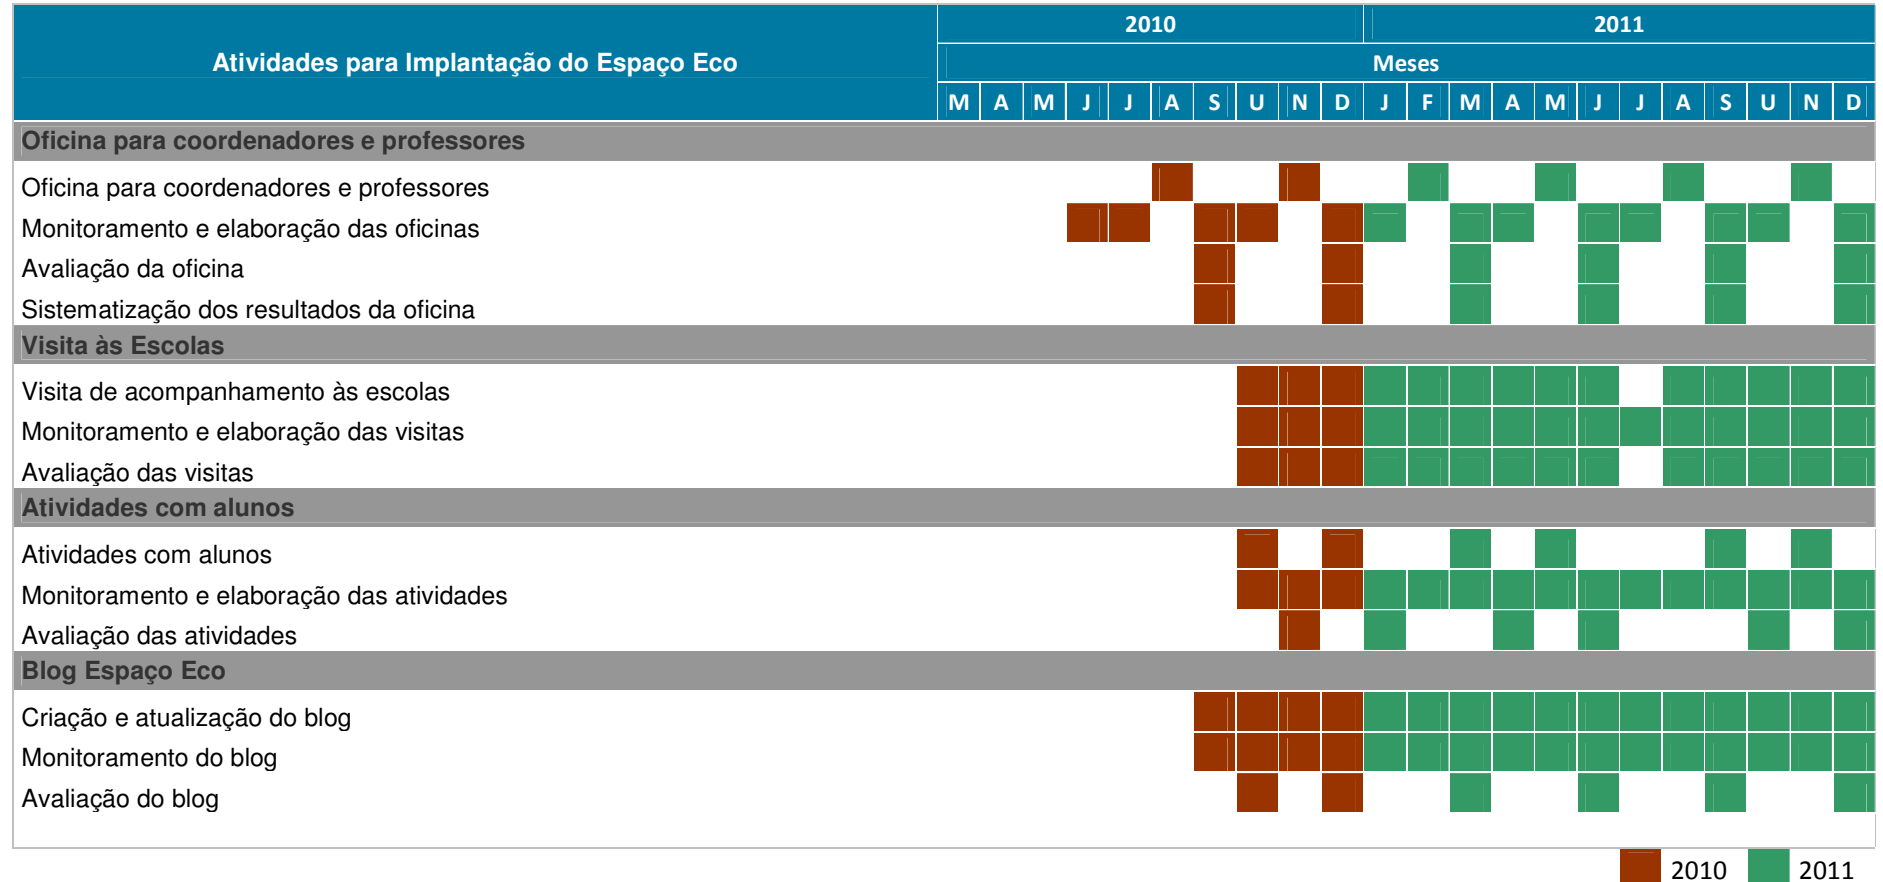 2010 2011
Atividades para Implantação do Espaço Eco
Meses
M A M J J A S U N D J F M A M J J A S U N D
Oficina para coordenadores e professores
Oficina para coordenadores e professores
Monitoramento e elaboração das oficinas
Avaliação da oficina
Sistematização dos resultados da oficina
Visita às Escolas
Visita de acompanhamento às escolas
Monitoramento e elaboração das visitas
Avaliação das visitas
Atividades com alunos
Atividades com alunos
Monitoramento e elaboração das atividades
Avaliação das atividades
Blog Espaço Eco
Criação e atualização do blog
Monitoramento do blog
Avaliação do blog
2010 2011